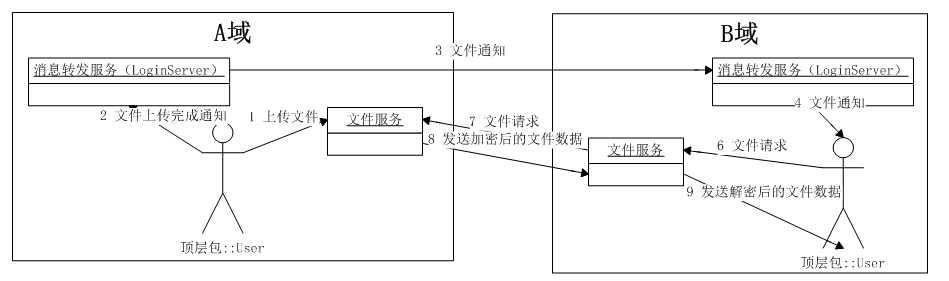 A域
B域
3 文件通知
消息转发服务（LoginServer）
消息转发服务（LoginServer）
2 文件上传完成通知
1 上传文件
4 文件通知
文件服务
7 文件请求
8 发送加密后的文件数据
文件服务
6 文件请求
9 发送解密后的文件数据
顶层包::User
顶层包::User